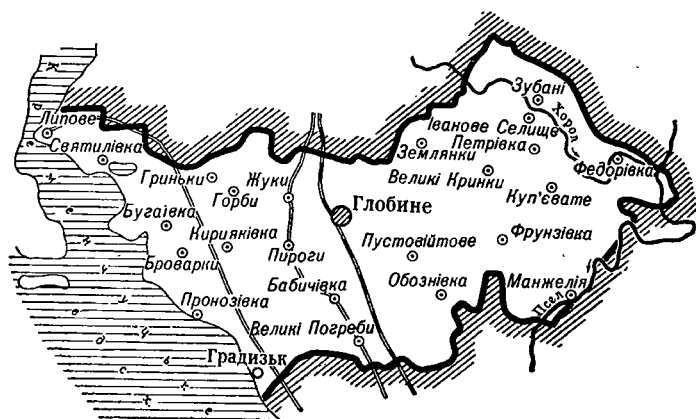 Липове
Святилівка
Гриньки
Горби
Жуки
Бугаївка
Кирияківка
Броварки
Пироги
Бабичівка
Пронозівка
Великі Погреби
Градизьк
Глобине
Зубані
Хорол
Іванове Селище
Петрівка
Землянки
Федорівка
Великі Кринки
Куп'євате
Пустовійтове
Фрунзівка
Обознівка
Манжелія
Псел